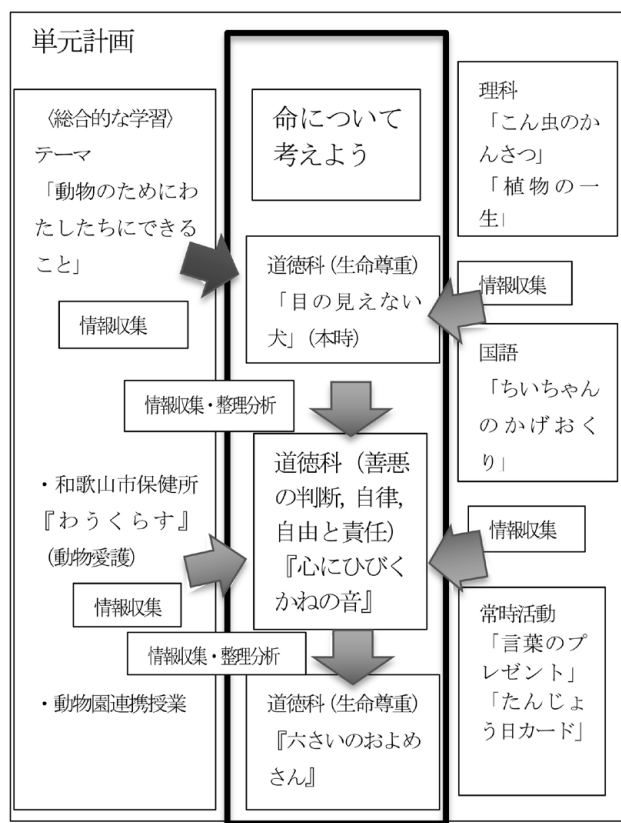 単元計画
〈総合的な学習〉
テーマ
「動物のためにわ
たしたちにできる
こと」
情報収集
情報収集・整理分析
・和歌山市保健所
『わうくらす』
(動物愛護)
情報収集
情報収集・整理分析
・動物園連携授業
命について
考えよう
道徳科(生命尊重)
「目の見えない
犬」(本時)
道徳科(善悪
の判断,自律,
自由と責任)
『心にひびく
かねの音』
道徳科(生命尊重)
『六さいのおよめ
さん』
理科
「こん虫のか
んさつ」
「植物の一
生」
情報収集
国語
「ちいちゃん
のかげおく
り」
情報収集
常時活動
「言葉のプ
レゼント」
「たんじょ
う日カード」